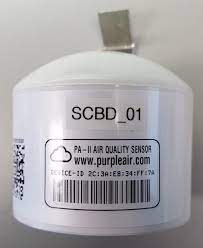 SCBD_01
PA-II AIR QUALITY SENSOR
www.purpleair.com
DEVICE-ID 2C:3A:E8:34:FF:7A